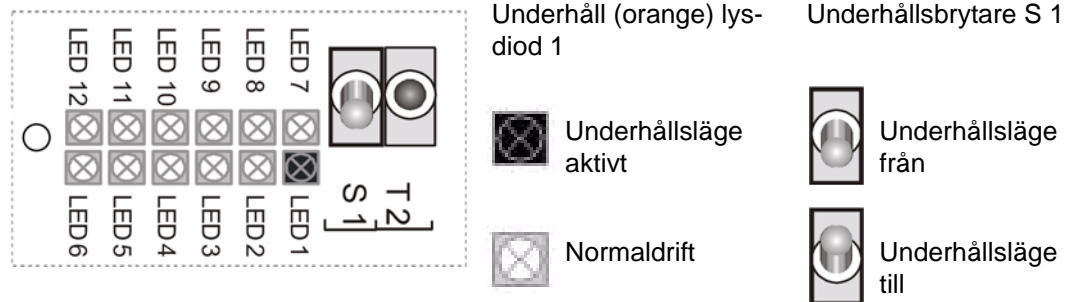 LED 12
LED 11
LED 10
LED 9
LED 8
LED 7
LED 6
LED 5
LED 4
LED 3
LED 2
LED 1
S 1
T 2
Underhåll (orange) lys-
diod 1
Underhållsläge
aktivt
Normaldrift
Underhållsbrytare S 1
Underhållsläge
från
Underhållsläge
till